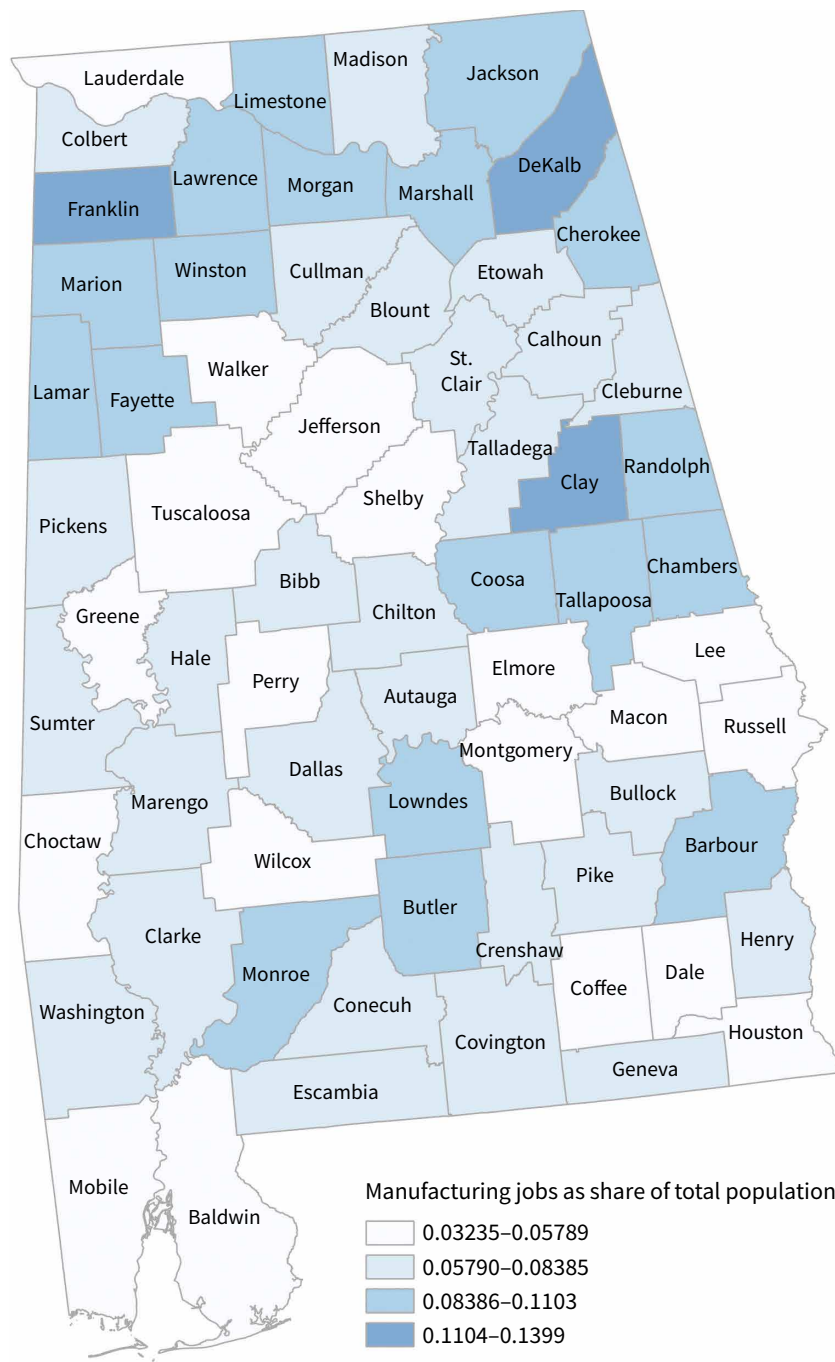 Lauderdale
Madison
Jackson
Limestone
Colbert
DeKalb
Lawrence
Morgan
Marshall
Franklin
Cherokee
Winston
Cullman
Etowah
Marion
Blount
Calhoun
St.
Clair
Walker
Lamar
Fayette
Cleburne
Jefferson
Talladega
Randolph
Clay
Shelby
Tuscaloosa
Pickens
Chambers
Coosa
Bibb
Tallapoosa
Chilton
Greene
Lee
Hale
Elmore
Perry
Autauga
Macon
Sumter
Russell
Montgomery
Dallas
Bullock
Marengo
Lowndes
Choctaw
Barbour
Wilcox
Pike
Butler
Clarke
Henry
Crenshaw
Monroe
Dale
Coffee
Conecuh
Washington
Houston
Covington
Geneva
Escambia
Mobile
Baldwin
Manufacturing jobs as share of total population
0.03235–0.05789
0.05790–0.08385
0.08386–0.1103
0.1104–0.1399